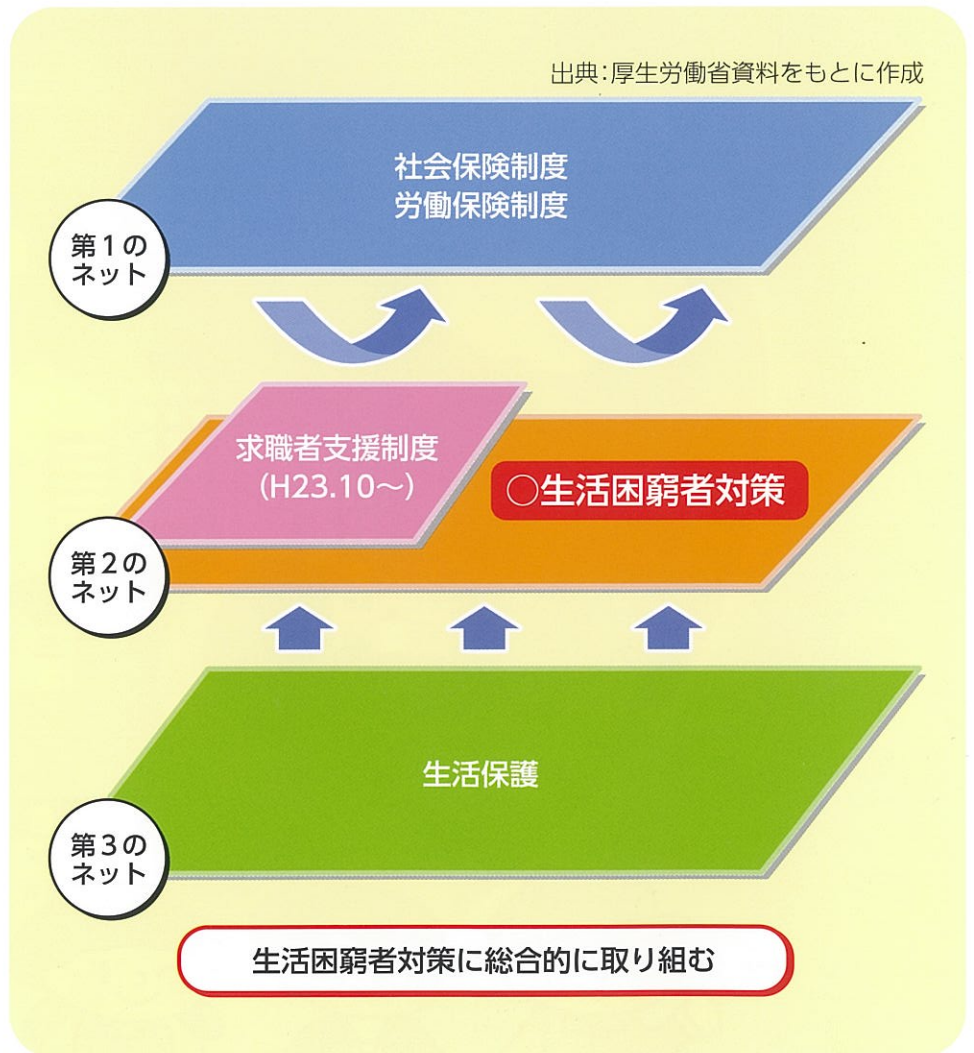 出典:厚生労働省資料をもとに作成
社会保険制度
労働保険制度
第1の
ネット
求職者支援制度
(H23.10〜)
○生活困窮者対策
第2の
ネット
生活保護
第3の
ネット
生活困窮者対策に総合的に取り組む